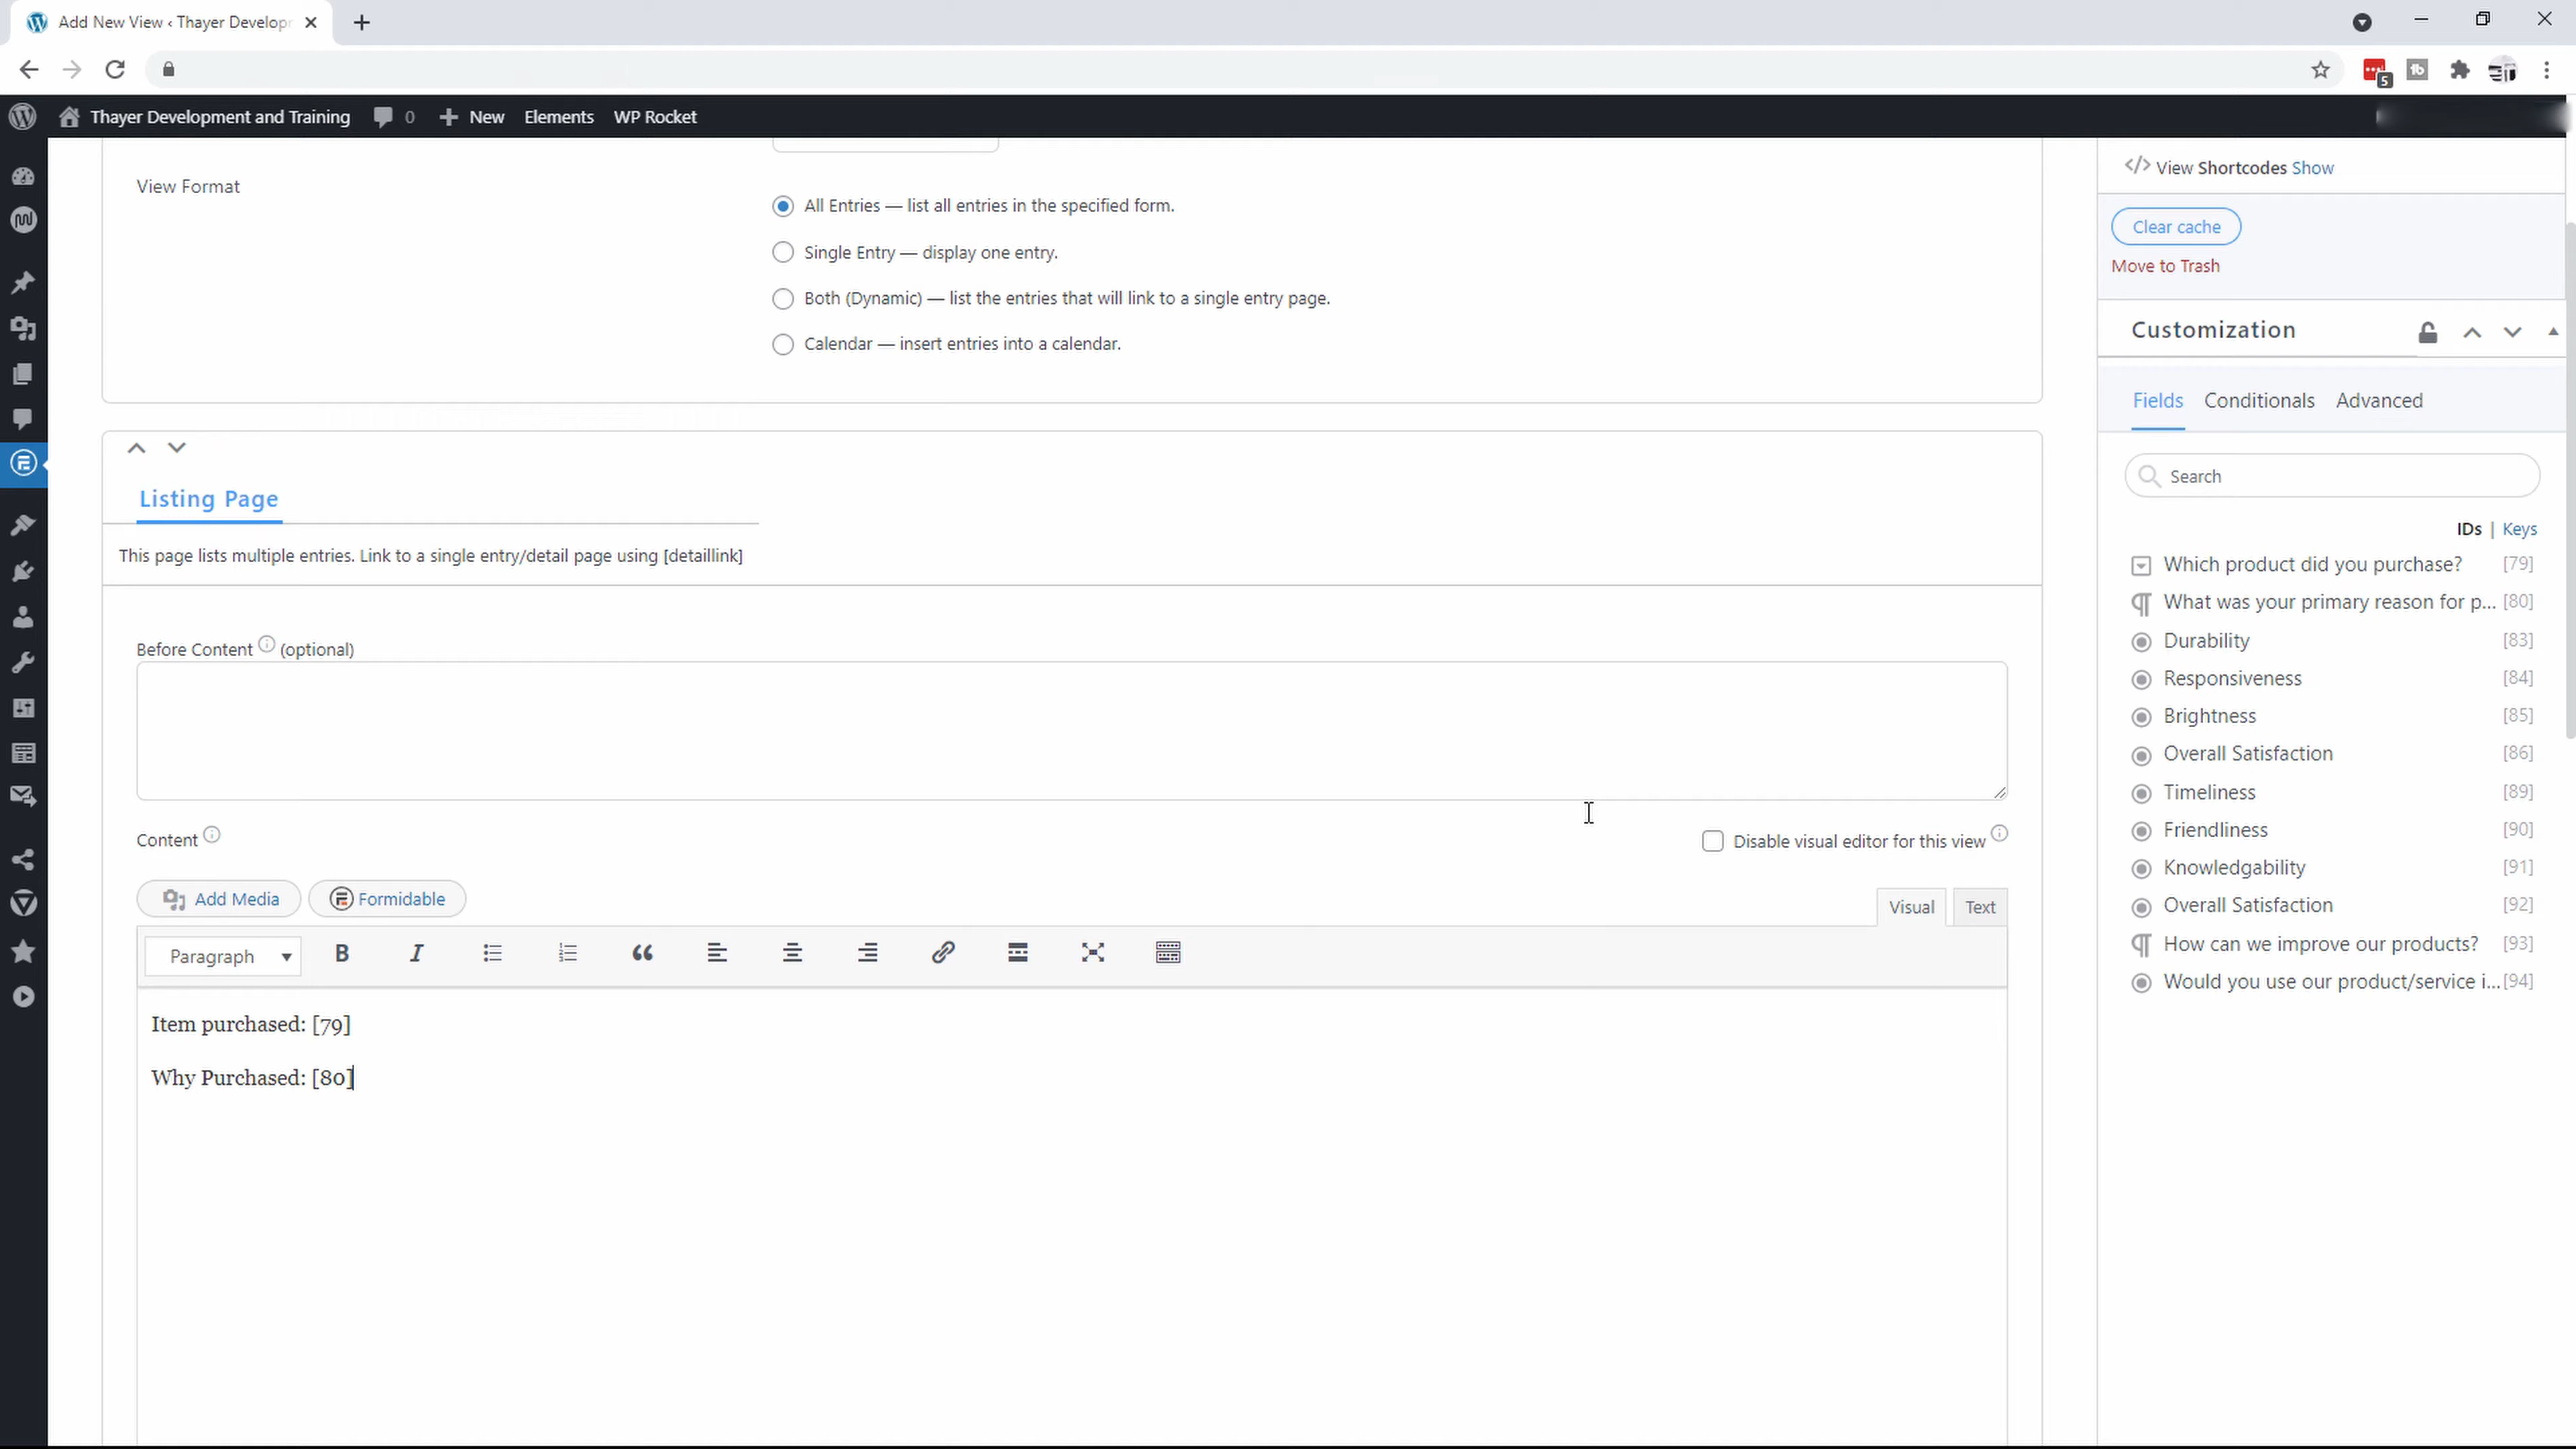 Add New View ‹ Thayer Develop
5
Thayer Development and Training 0 New Elements WP Rocket
View Format
All Entries — list all entries in the specified form.
Single Entry — display one entry.
Both (Dynamic) — list the entries that will link to a single entry page.
Calendar — insert entries into a calendar.
Listing Page
This page lists multiple entries. Link to a single entry/detail page using [detaillink]
Before Content (optional)
Content
Disable visual editor for this view
Add Media Formidable
Visual Text
Paragraph B I
Item purchased: [79]
Why Purchased: [80]
View Shortcodes Show
Clear cache
Move to Trash
Customization
Fields Conditionals Advanced
Search
IDs | Keys
Which product did you purchase? [79]
What was your primary reason for p... [80]
Durability [83]
Responsiveness [84]
Brightness [85]
Overall Satisfaction [86]
Timeliness [89]
Friendliness [90]
Knowledgability [91]
Overall Satisfaction [92]
How can we improve our products? [93]
Would you use our product/service i... [94]